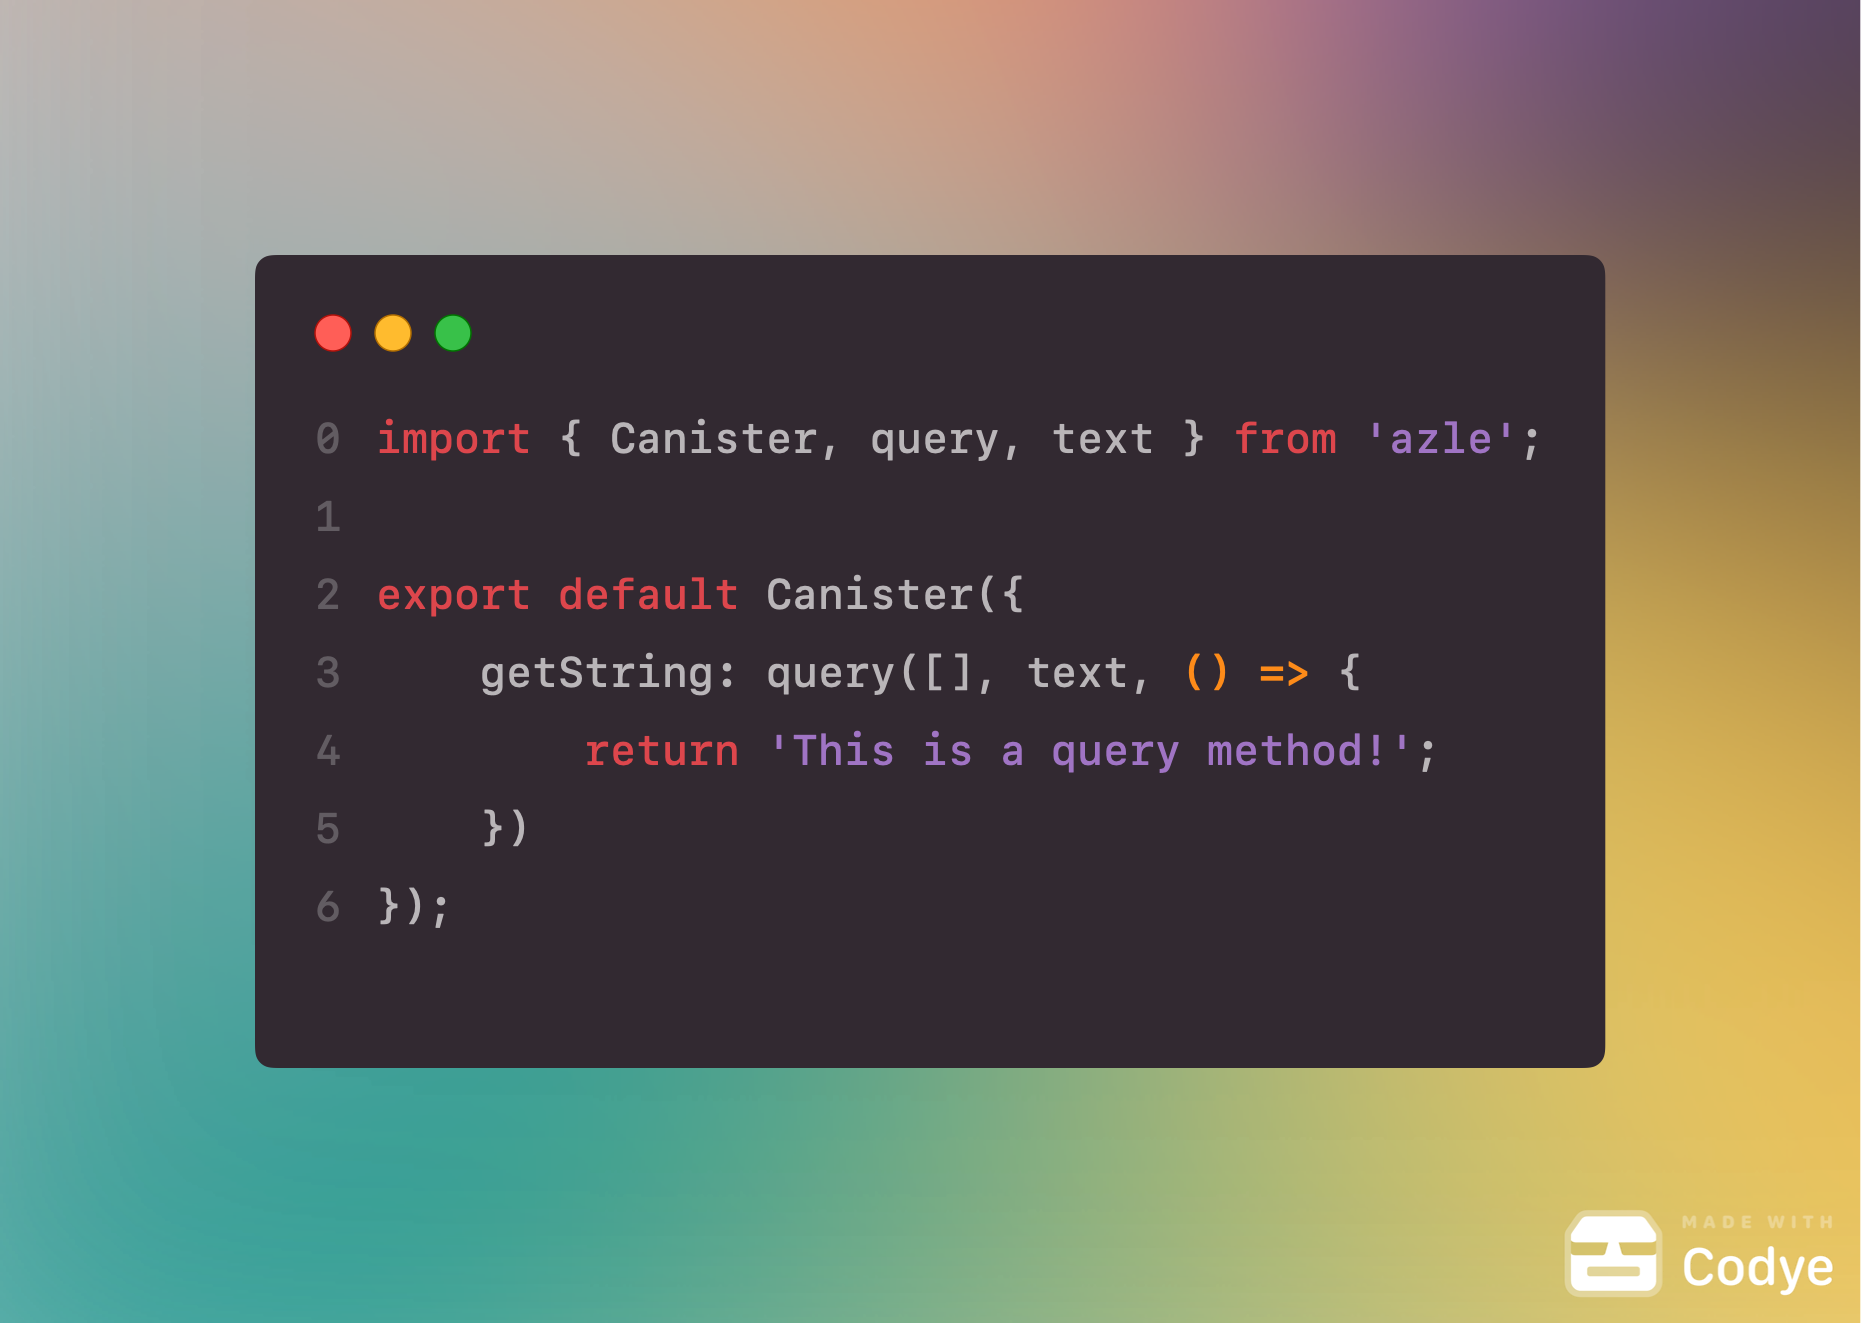 0 import { Canister, query, text } from 'azle';
1
2 export default Canister({
3     getString: query([], text, () => {
4         return 'This is a query method!';
5     })
6 });
MADE WITH
Codye